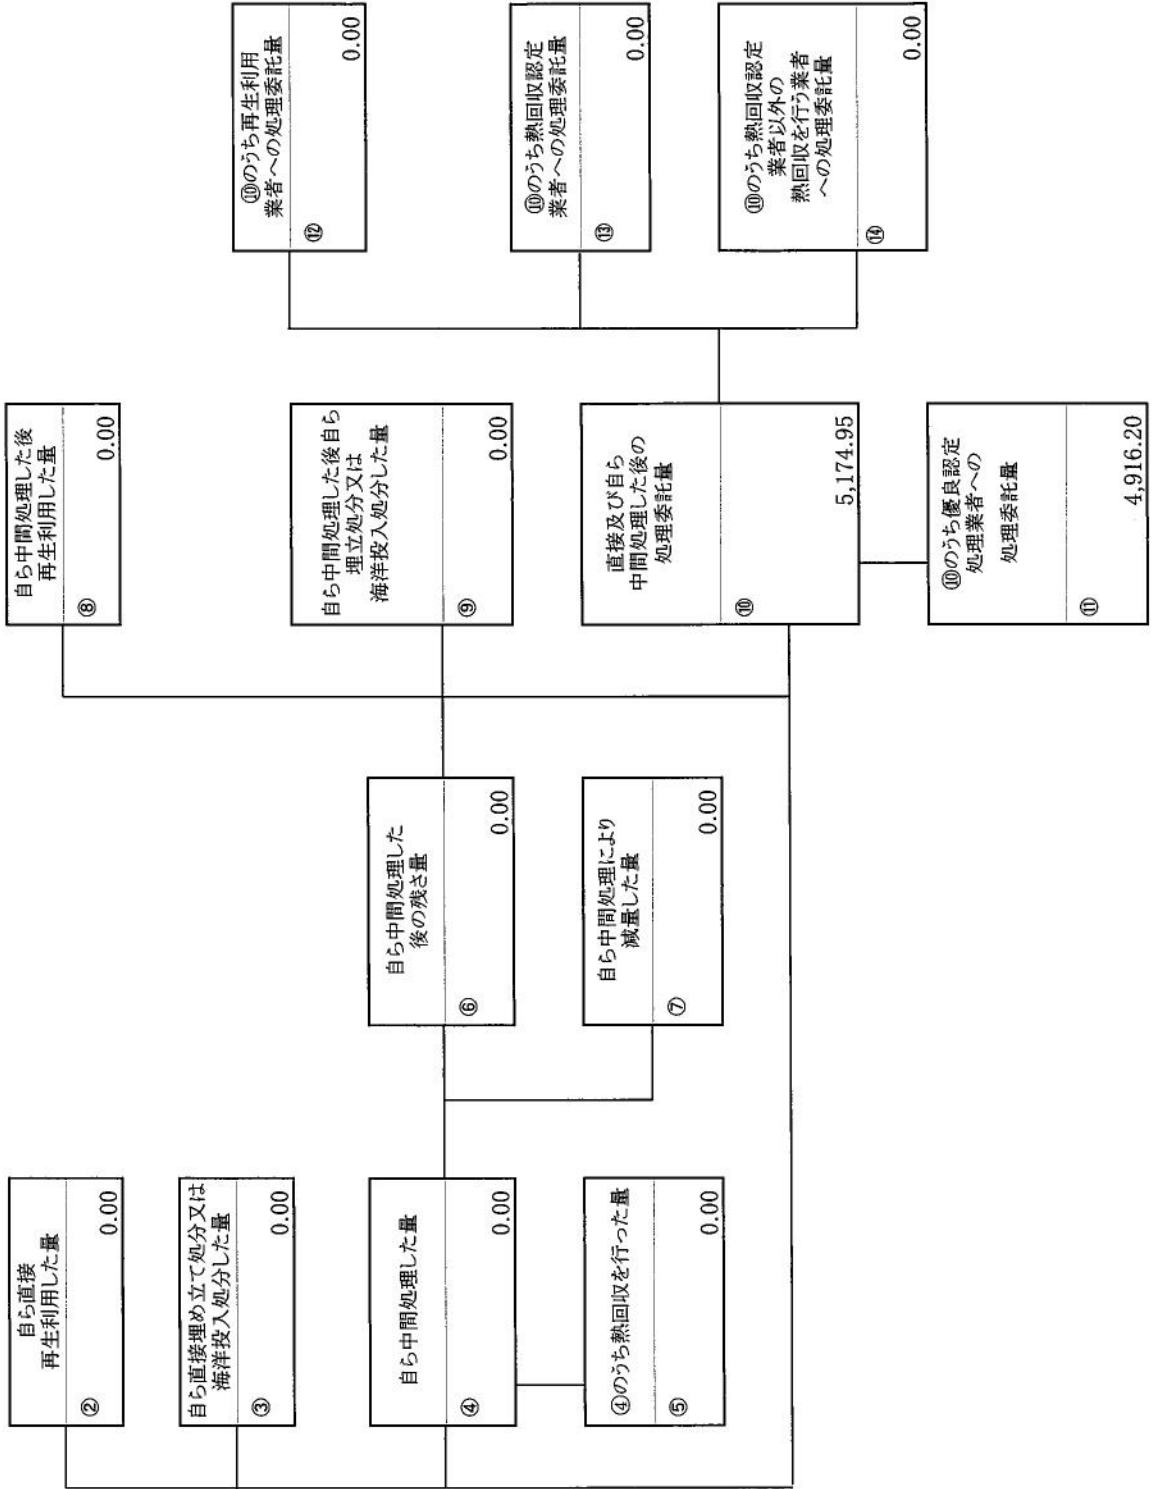 自ら直接
再生利用した量
②
0.00
自ら直接埋め立て処分又は
海洋投入処分した量
③
0.00
自ら中間処理した量
④
0.00
④のうち熱回収を行った量
⑤
0.00
自ら中間処理した
後の残さ量
⑥
0.00
自ら中間処理により
減量した量
⑦
0.00
自ら中間処理した後
再生利用した量
⑧
0.00
自ら中間処理した後自ら
埋立処分又は
海洋投入処分した量
⑨
0.00
直接及び自ら
中間処理した後の
処理委託量
⑩
5,174.95
⑩のうち優良認定
処理業者への
処理委託量
⑪
4,916.20
⑩のうち再生利用
業者への処理委託量
⑫
0.00
⑩のうち熱回収認定
業者への処理委託量
⑬
0.00
⑩のうち熱回収認定
業者以外の
熱回収を行う業者
への処理委託量
⑭
0.00